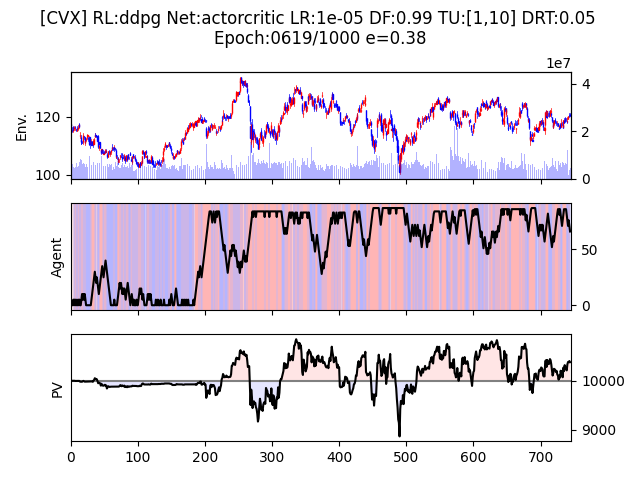 [CVX] RL:ddpg Net:actorcritic LR:1e-05 DF:0.99 TU:[1,10] DRT:0.05
Epoch:0619/1000 e=0.38
1e7
Env.
120
100
4
2
0
Agent
50
0
PV
10000
9000
0 100 200 300 400 500 600 700